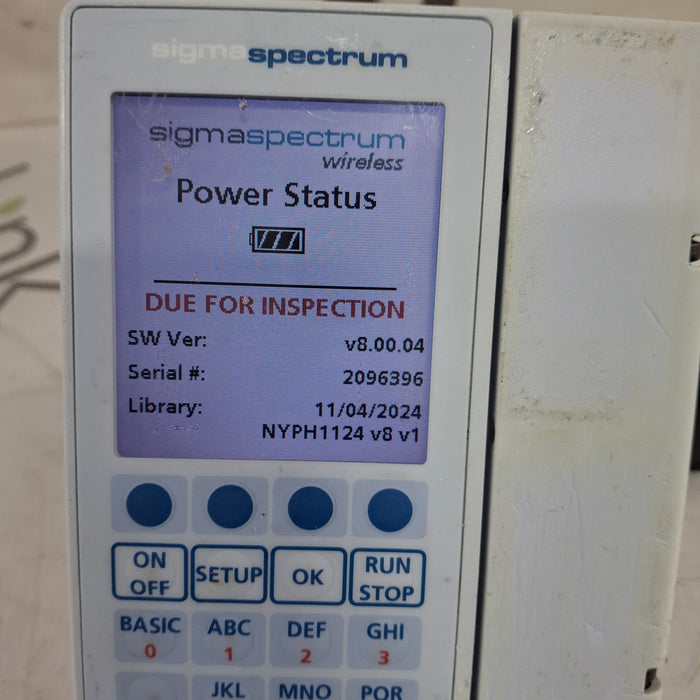 sigmaspectrum
sigmaspectrum
wireless
Power Status
DUE FOR INSPECTION
SW Ver: v8.00.04
Serial #: 2096396
Library: 11/04/2024
NYPH1124 v8 v1
ON OFF SETUP OK RUN STOP
BASIC ABC DEF GHI
0 1 2 3
JKL MNO PQR